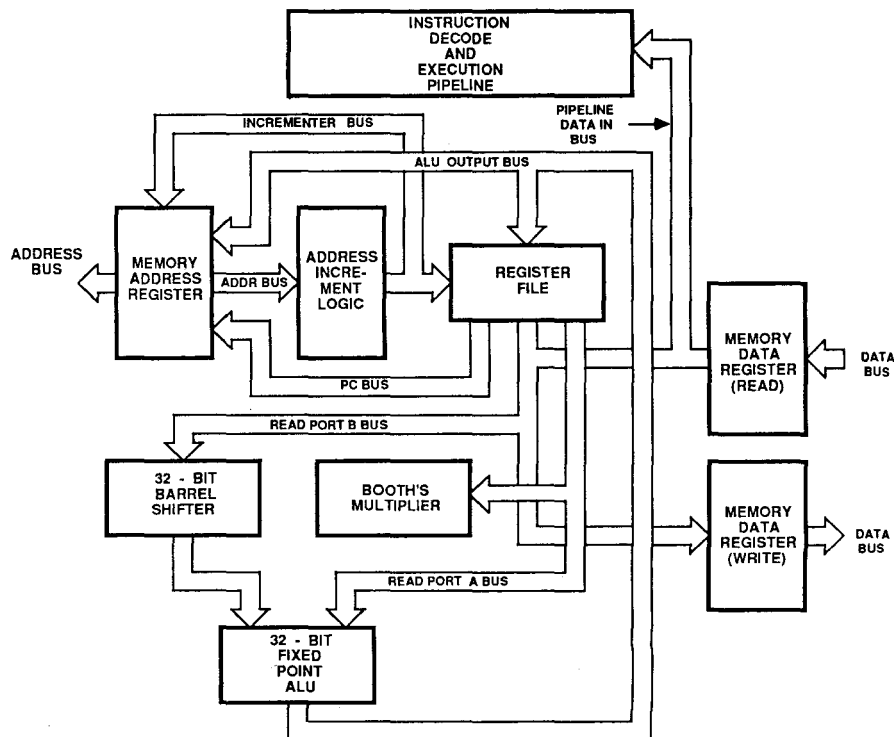 INSTRUCTION
DECODE
AND
EXECUTION
PIPELINE
PIPELINE
DATA IN
BUS
INCREMENTER BUS
ALU OUTPUT BUS
ADDRESS
BUS
MEMORY
ADDRESS
REGISTER
ADDR BUS
ADDRESS
INCRE-
MENT
LOGIC
REGISTER
FILE
MEMORY
DATA
REGISTER
(READ)
DATA
BUS
PC BUS
READ PORT B BUS
32 - BIT
BARREL
SHIFTER
BOOTH'S
MULTIPLIER
MEMORY
DATA
REGISTER
(WRITE)
DATA
BUS
READ PORT A BUS
32 - BIT
FIXED
POINT
ALU